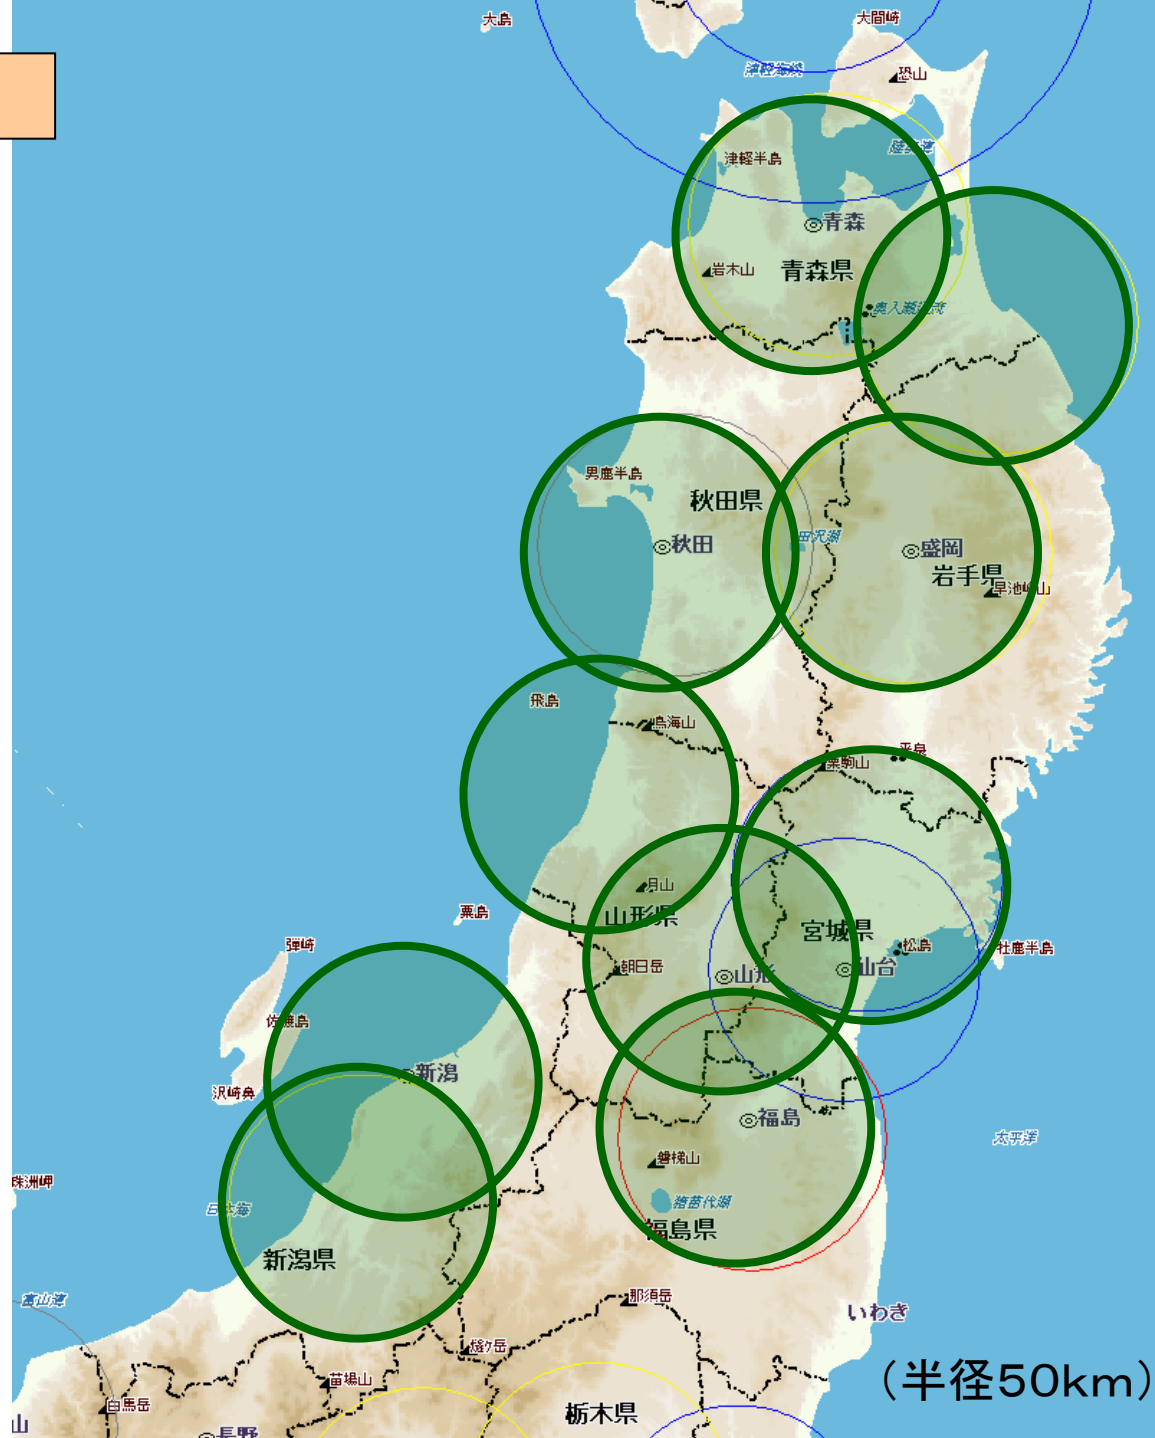 大島
大間崎
恐山
津軽海峡
陸奥湾
津軽半島
青森
岩木山
青森県
奥入瀬渓流
男鹿半島
秋田県
田沢湖
秋田
盛岡
岩手県
早池峰山
飛島
鳥海山
平泉
栗駒山
月山
粟島
山形県
宮城県
弾崎
松島
牡鹿半島
朝日岳
山形
仙台
佐渡島
新潟
沢崎鼻
福島
太平洋
磐梯山
珠洲岬
猪苗代湖
日本海
福島県
新潟県
那須岳
富山湾
いわき
燧ケ岳
苗場山
(半径50km)
白馬岳
栃木県
山
長野